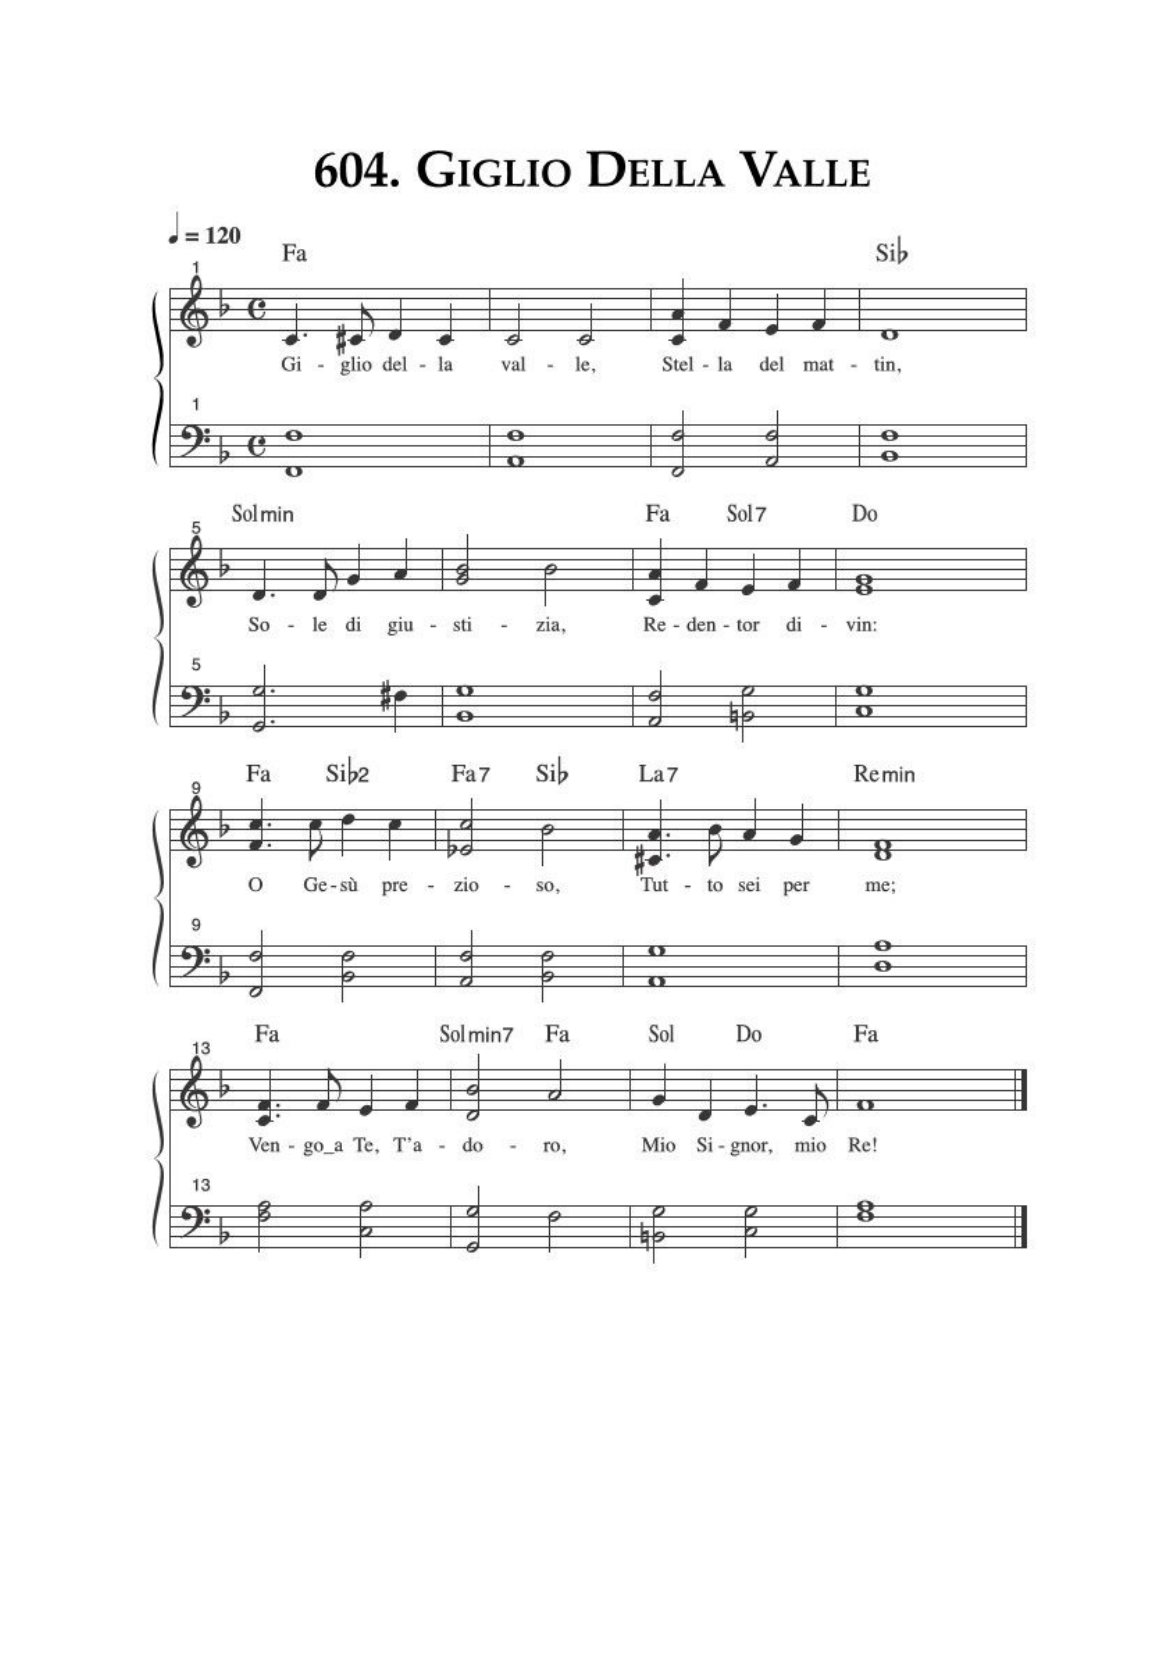 604. GIGLIO DELLA VALLE
♩ = 120
Fa Si♭
1
Gi - glio del - la val - le, Stel - la del mat - tin,
1
Solmin Fa Sol7 Do
5
So - le di giu - sti - zia, Re - den - tor di - vin:
5
Fa Si♭2 Fa7 Si♭ La7 Remin
9
O Ge - sù pre - zio - so, Tut - to sei per me;
9
Fa Solmin7 Fa Sol Do Fa
13
Ven - go_a Te, T'a - do - ro, Mio Si - gnor, mio Re!
13